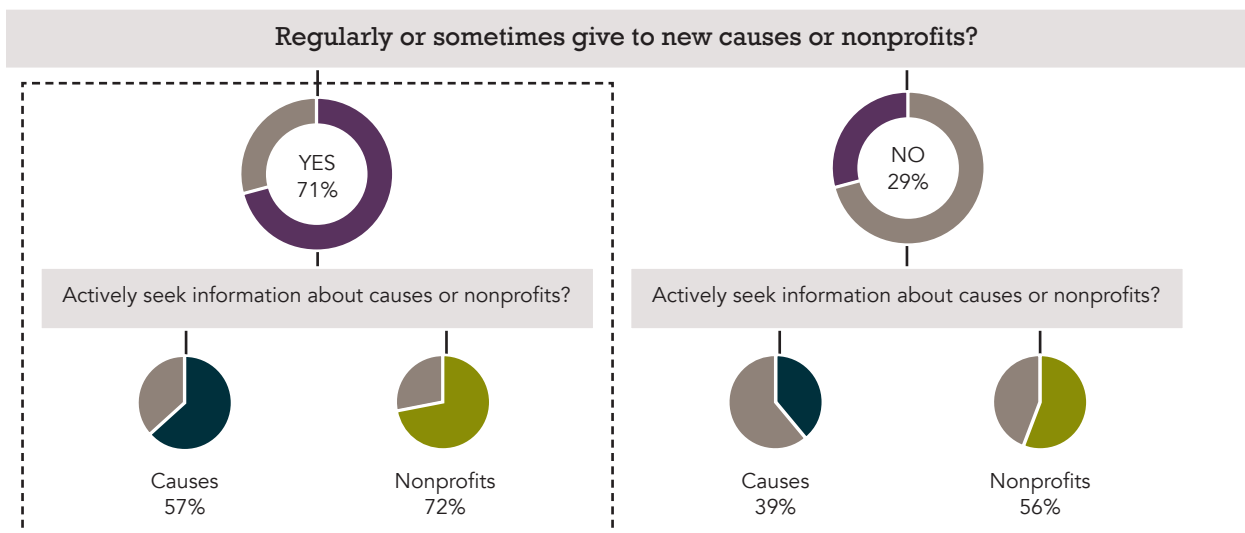 Regularly or sometimes give to new causes or nonprofits?
YES
71%
Actively seek information about causes or nonprofits?
Causes
57%
Nonprofits
72%
NO
29%
Actively seek information about causes or nonprofits?
Causes
39%
Nonprofits
56%